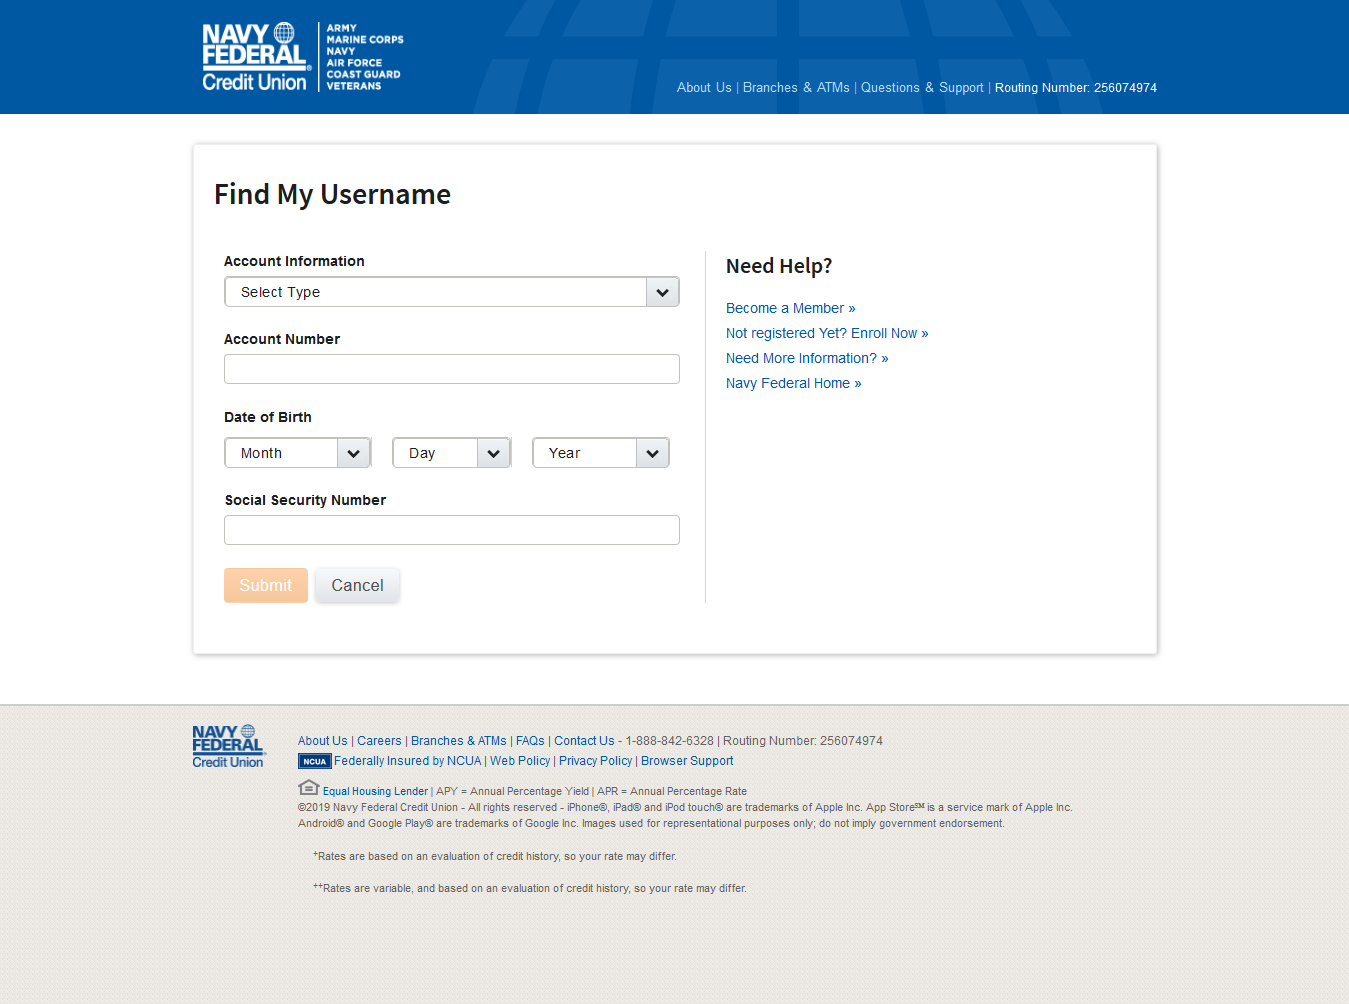 NAVY
FEDERAL®
Credit Union
ARMY
MARINE CORPS
NAVY
AIR FORCE
COAST GUARD
VETERANS
About Us | Branches & ATMs | Questions & Support | Routing Number: 256074974
Find My Username
Account Information
Select Type
Account Number
Date of Birth
Month
Day
Year
Social Security Number
Submit
Cancel
Need Help?
Become a Member »
Not registered Yet? Enroll Now »
Need More Information? »
Navy Federal Home »
NAVY
FEDERAL
Credit Union
About Us | Careers | Branches & ATMs | FAQs | Contact Us - 1-888-842-6328 | Routing Number: 256074974
NCUA Federally Insured by NCUA | Web Policy | Privacy Policy | Browser Support
Equal Housing Lender | APY = Annual Percentage Yield | APR = Annual Percentage Rate
©2019 Navy Federal Credit Union - All rights reserved - iPhone®, iPad® and iPod touch® are trademarks of Apple Inc. App Store℠ is a service mark of Apple Inc.
Android® and Google Play® are trademarks of Google Inc. Images used for representational purposes only; do not imply government endorsement.
+Rates are based on an evaluation of credit history, so your rate may differ.
++Rates are variable, and based on an evaluation of credit history, so your rate may differ.